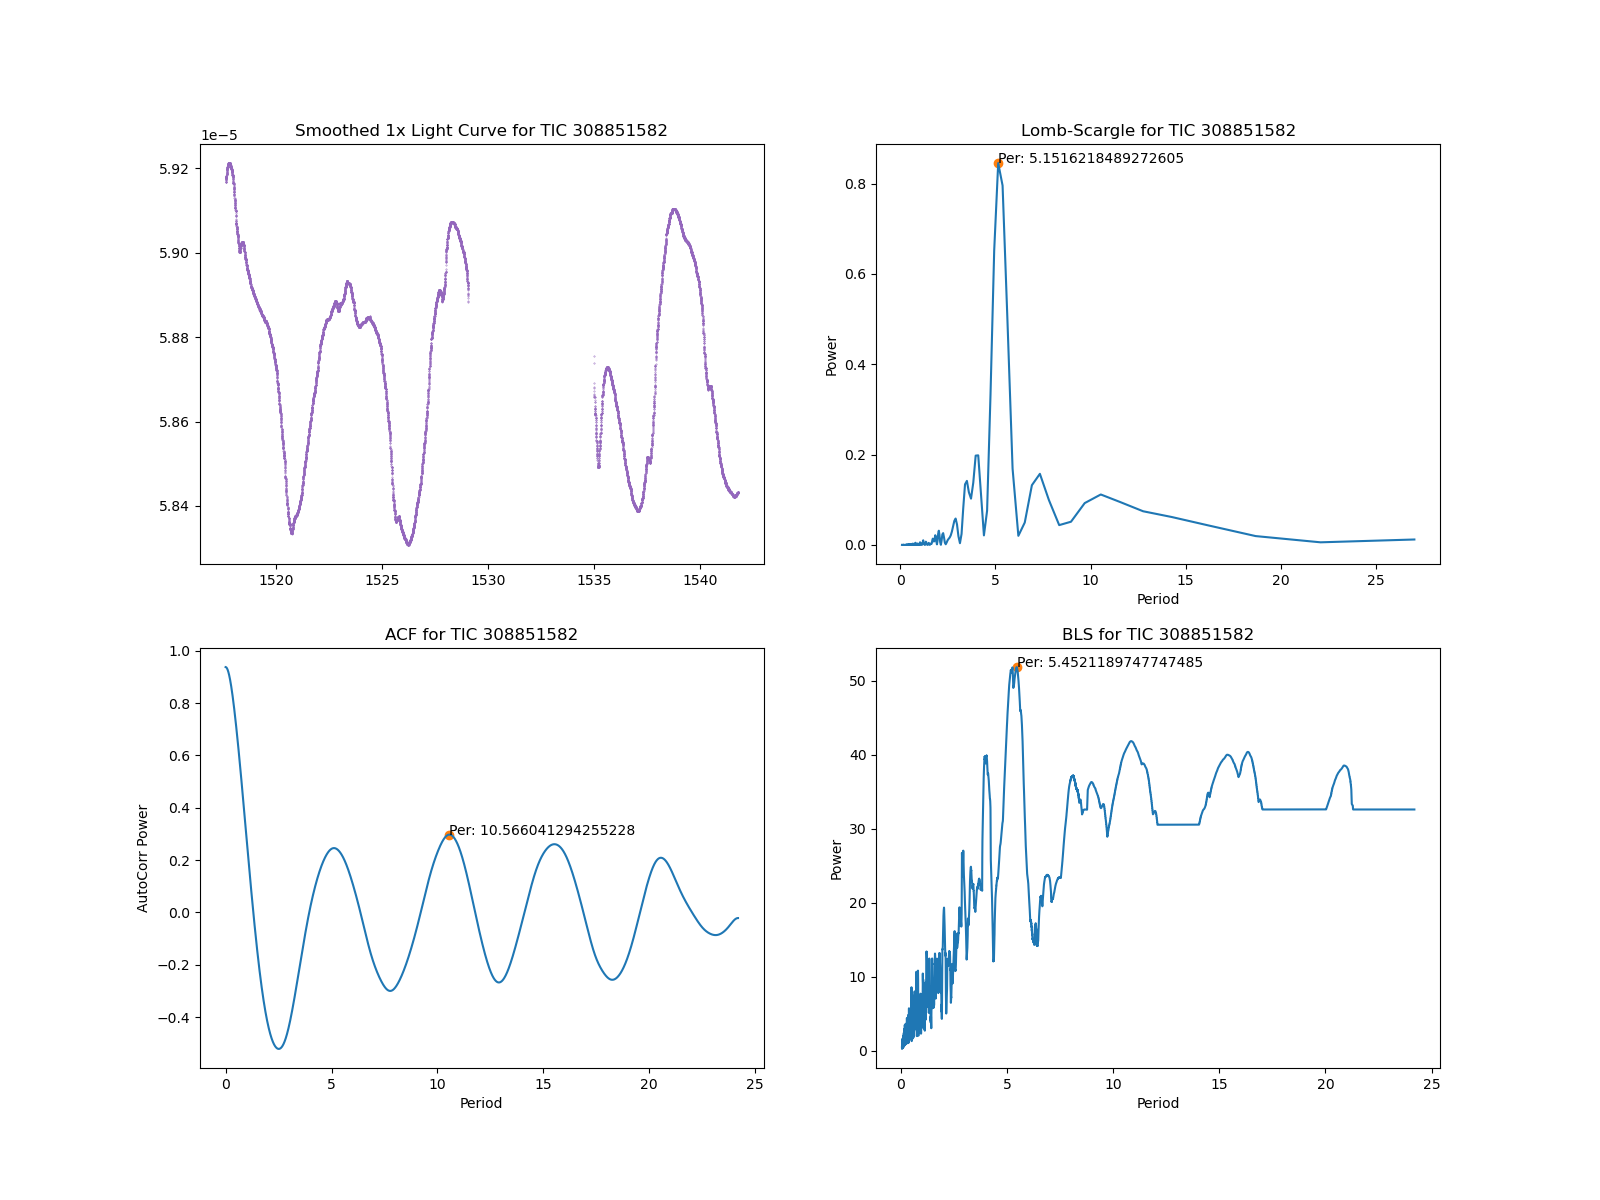 Smoothed 1x Light Curve for TIC 308851582
1e−5
5.92
5.90
5.88
5.86
5.84
1520 1525 1530 1535 1540
Lomb-Scargle for TIC 308851582
Per: 5.1516218489272605
Power
0.8
0.6
0.4
0.2
0.0
0 5 10 15 20 25
Period
ACF for TIC 308851582
Per: 10.566041294255228
AutoCorr Power
1.0
0.8
0.6
0.4
0.2
0.0
−0.2
−0.4
0 5 10 15 20 25
Period
BLS for TIC 308851582
Per: 5.4521189747747485
Power
50
40
30
20
10
0
0 5 10 15 20 25
Period